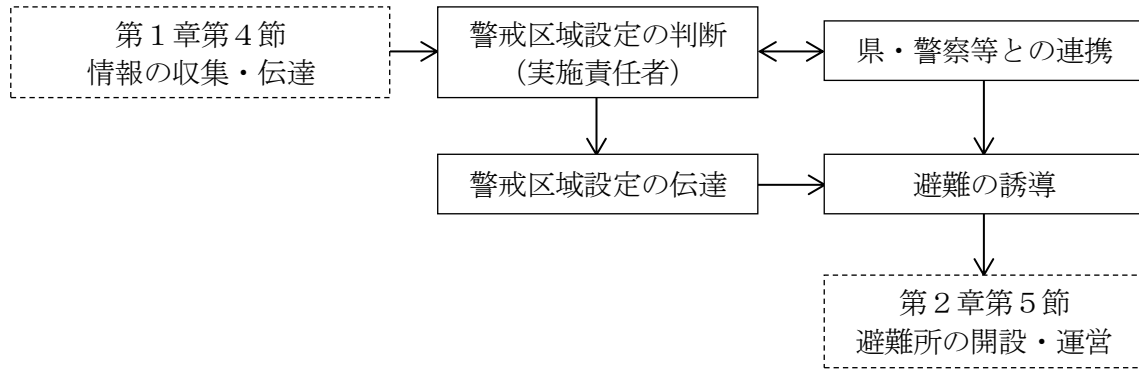 第１章第４節
情報の収集・伝達
警戒区域設定の判断
（実施責任者）
県・警察等との連携
警戒区域設定の伝達
避難の誘導
第２章第５節
避難所の開設・運営